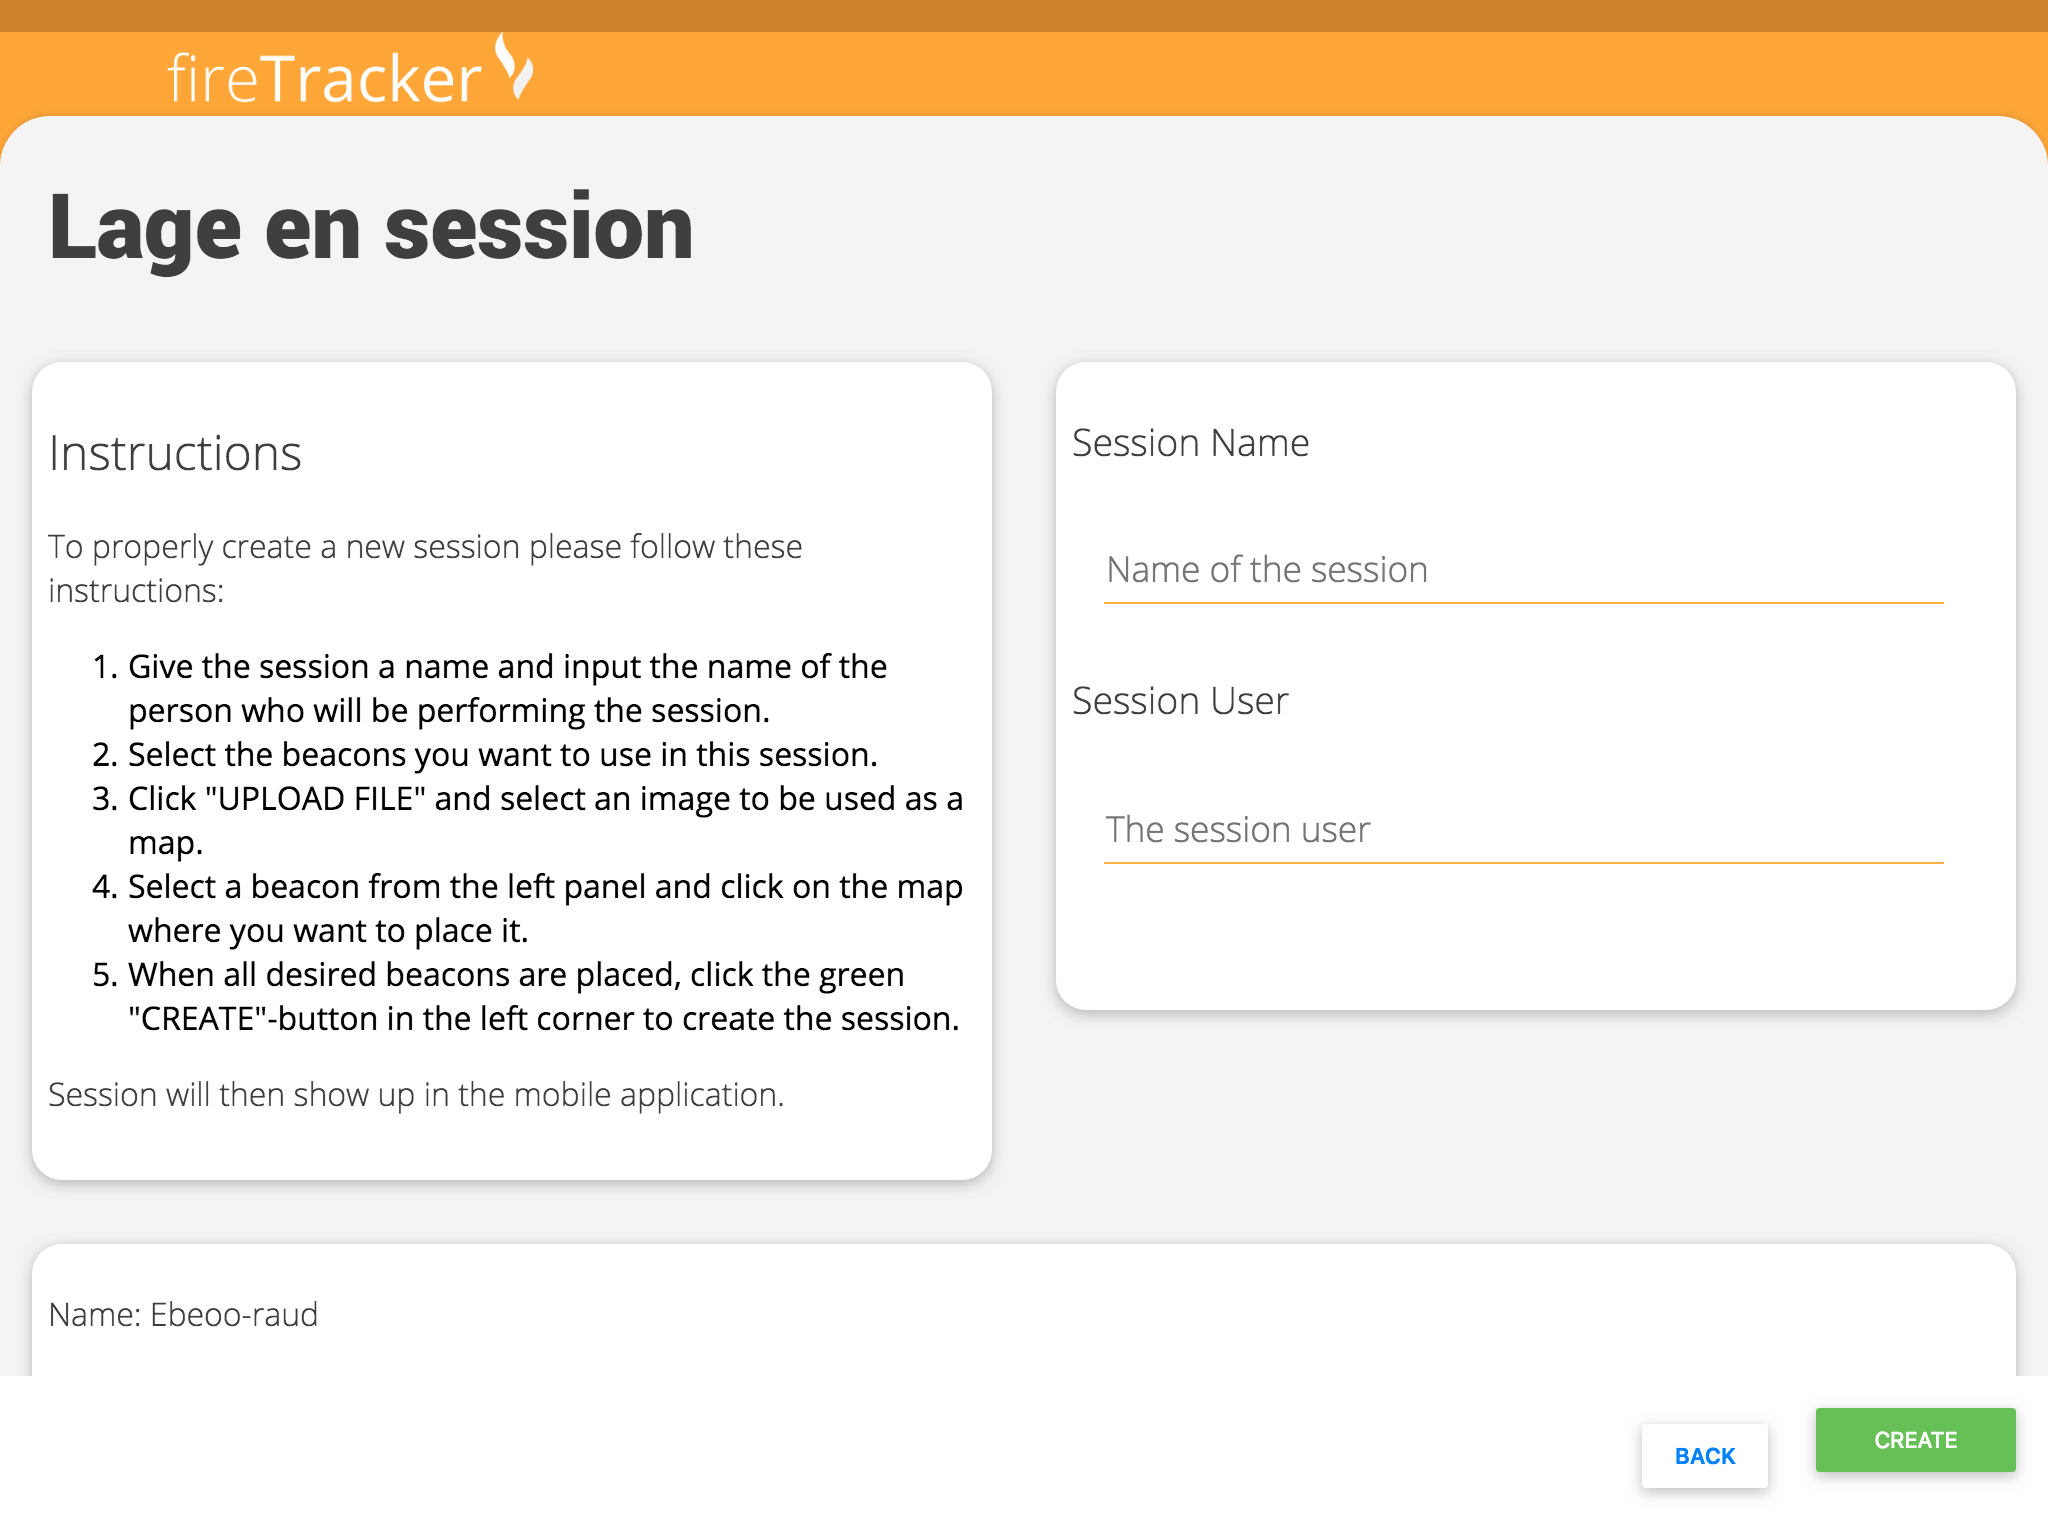 fireTracker
Lage en session
Instructions
To properly create a new session please follow these
instructions:
1. Give the session a name and input the name of the
person who will be performing the session.
2. Select the beacons you want to use in this session.
3. Click "UPLOAD FILE" and select an image to be used as a
map.
4. Select a beacon from the left panel and click on the map
where you want to place it.
5. When all desired beacons are placed, click the green
"CREATE"-button in the left corner to create the session.
Session will then show up in the mobile application.
Session Name
Name of the session
Session User
The session user
Name: Ebeoo-raud
BACK
CREATE